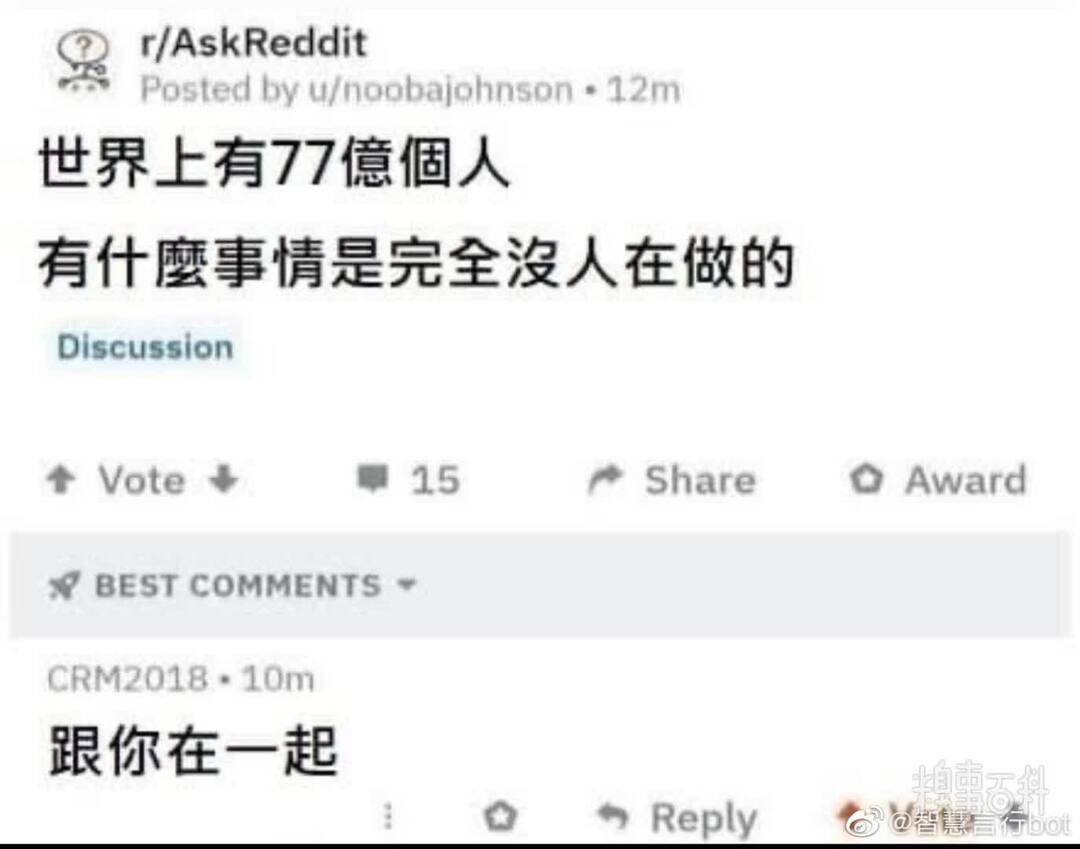 r/AskReddit
Posted by u/noobajohnson • 12m
世界上有77億個人
有什麼事情是完全沒人在做的
Discussion
Vote 15 Share Award
BEST COMMENTS
CRM2018 • 10m
跟你在一起
Reply
@智慧言行bot